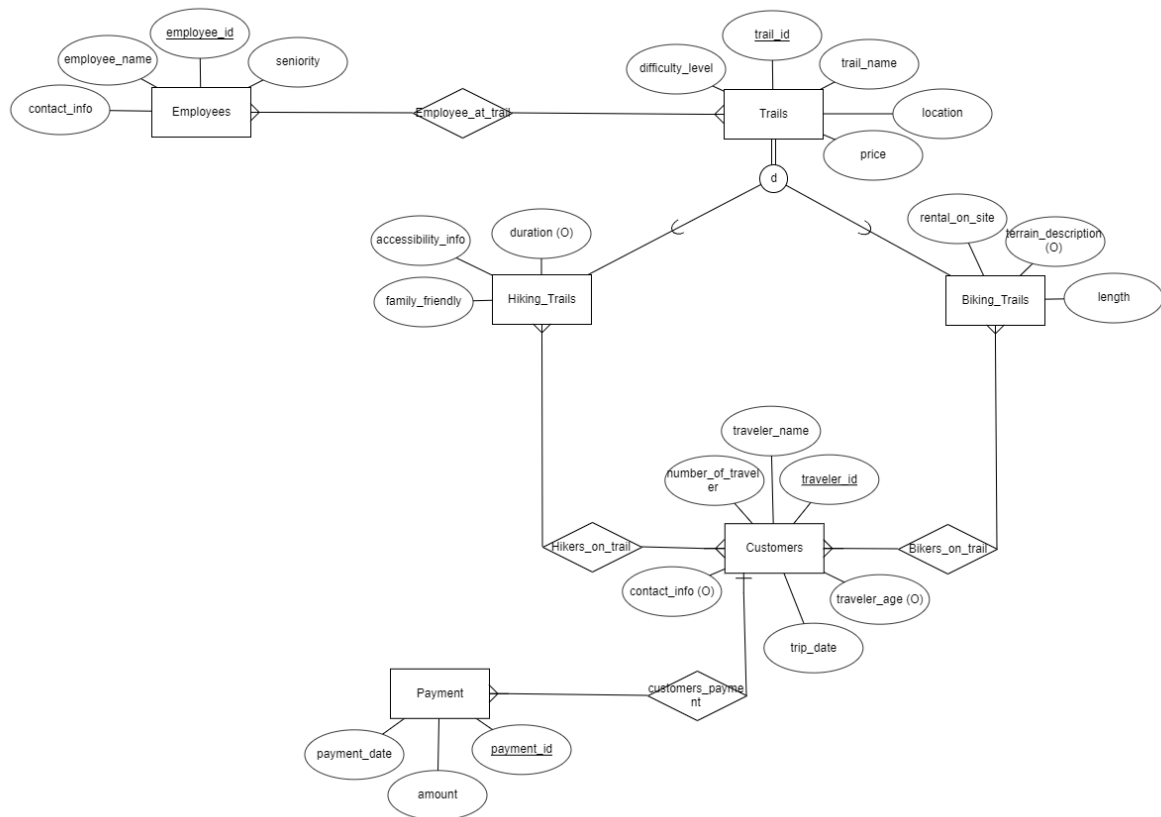 employee_id
trail_id
employee_name
seniority
difficulty_level
trail_name
contact_info
Employees
Employee_at_trail
Trails
location
price
d
rental_on_site
accessibility_info
duration (O)
terrain_description
(O)
family_friendly
Hiking_Trails
Biking_Trails
length
traveler_name
number_of_travel
er
traveler_id
Hikers_on_trail
Customers
Bikers_on_trail
contact_info (O)
traveler_age (O)
trip_date
Payment
customers_payme
nt
payment_date
payment_id
amount